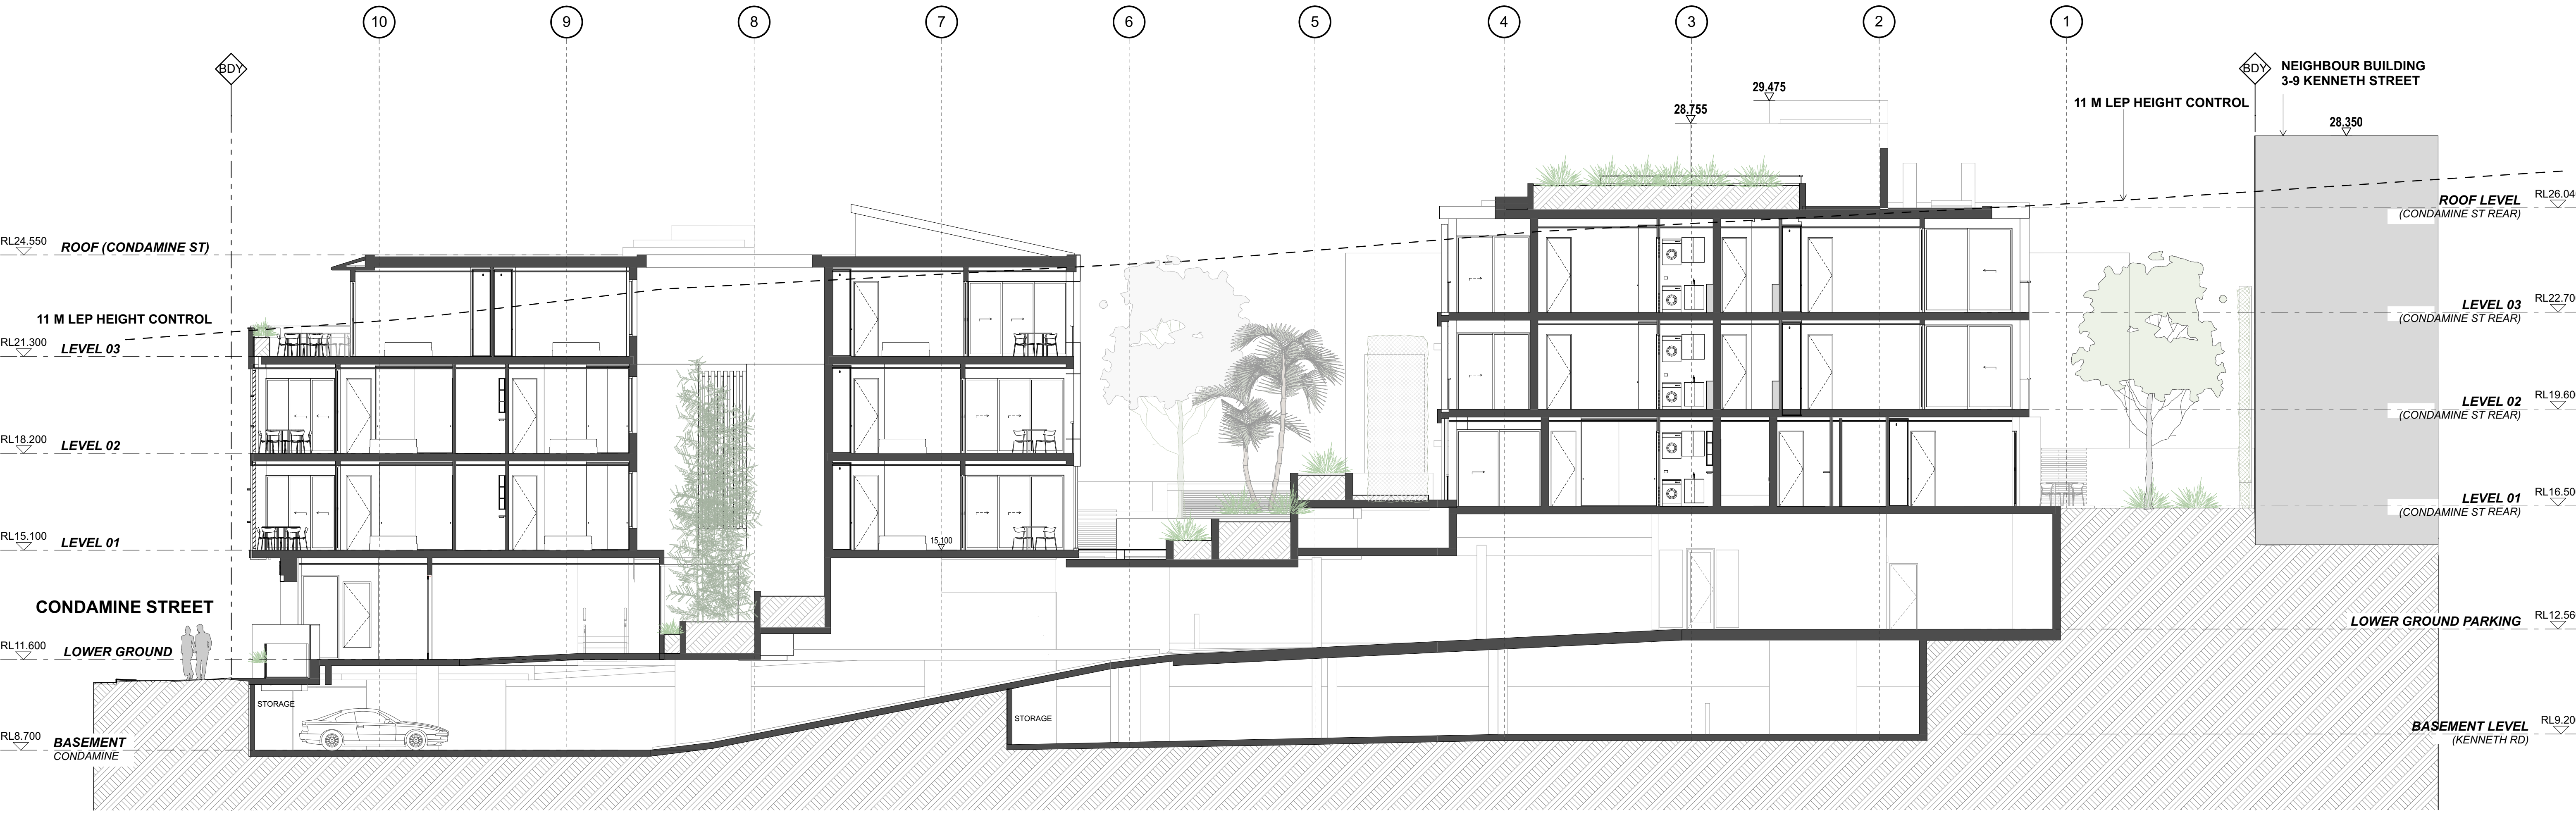 10
9
8
7
6
5
4
3
2
1
BDY
BDY
NEIGHBOUR BUILDING
3-9 KENNETH STREET
29.475
28.755
11 M LEP HEIGHT CONTROL
28.350
RL24.550
ROOF (CONDAMINE ST)
11 M LEP HEIGHT CONTROL
RL21.300
LEVEL 03
RL18.200
LEVEL 02
RL15.100
LEVEL 01
15.100
CONDAMINE STREET
RL11.600
LOWER GROUND
STORAGE
STORAGE
RL8.700
BASEMENT
CONDAMINE
ROOF LEVEL
(CONDAMINE ST REAR)
RL26.04
LEVEL 03
(CONDAMINE ST REAR)
RL22.70
LEVEL 02
(CONDAMINE ST REAR)
RL19.60
LEVEL 01
(CONDAMINE ST REAR)
RL16.50
LOWER GROUND PARKING
RL12.56
BASEMENT LEVEL
(KENNETH RD)
RL9.20